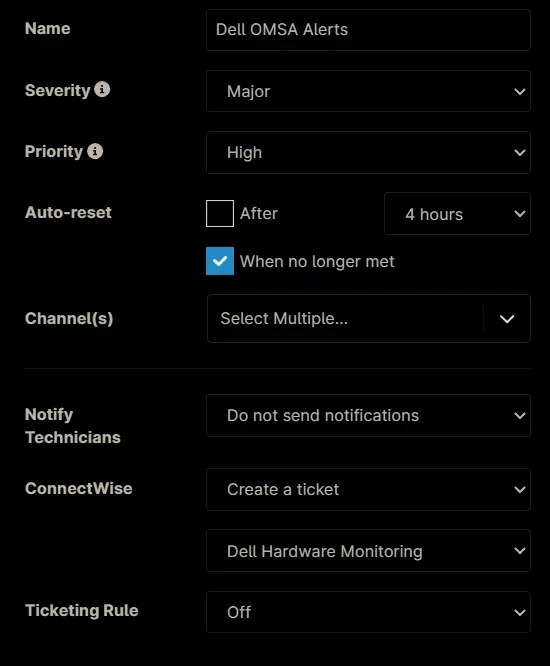 Name
Dell OMSA Alerts
Severity
Major
Priority
High
Auto-reset
After
4 hours
When no longer met
Channel(s)
Select Multiple...
Notify
Technicians
Do not send notifications
ConnectWise
Create a ticket
Dell Hardware Monitoring
Ticketing Rule
Off